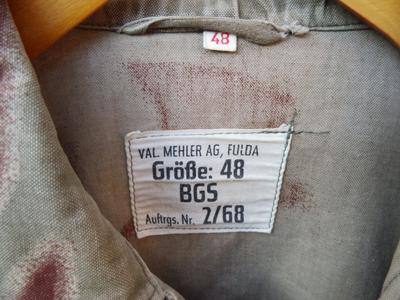 48
VAL. MEHLER AG, FULDA
Größe: 48
BGS
Auftrgs. Nr. 2/68